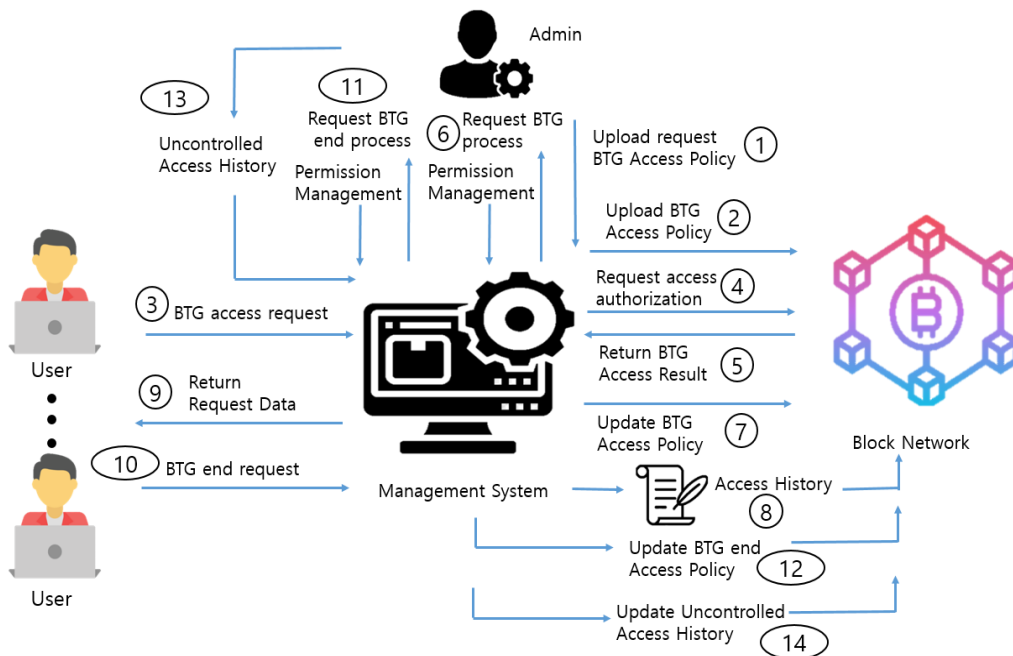 Admin
13
11
Request BTG
end process
6
Request BTG
process
Upload request
BTG Access Policy
1
Uncontrolled
Access History
Permission
Management
Permission
Management
Upload BTG
Access Policy
2
Request access
authorization
4
3
BTG access request
B
User
Return BTG
Access Result
5
9
Return
Request Data
Update BTG
Access Policy
7
Block Network
10
BTG end request
Management System
Access History
8
Update BTG end
Access Policy
12
User
Update Uncontrolled
Access History
14